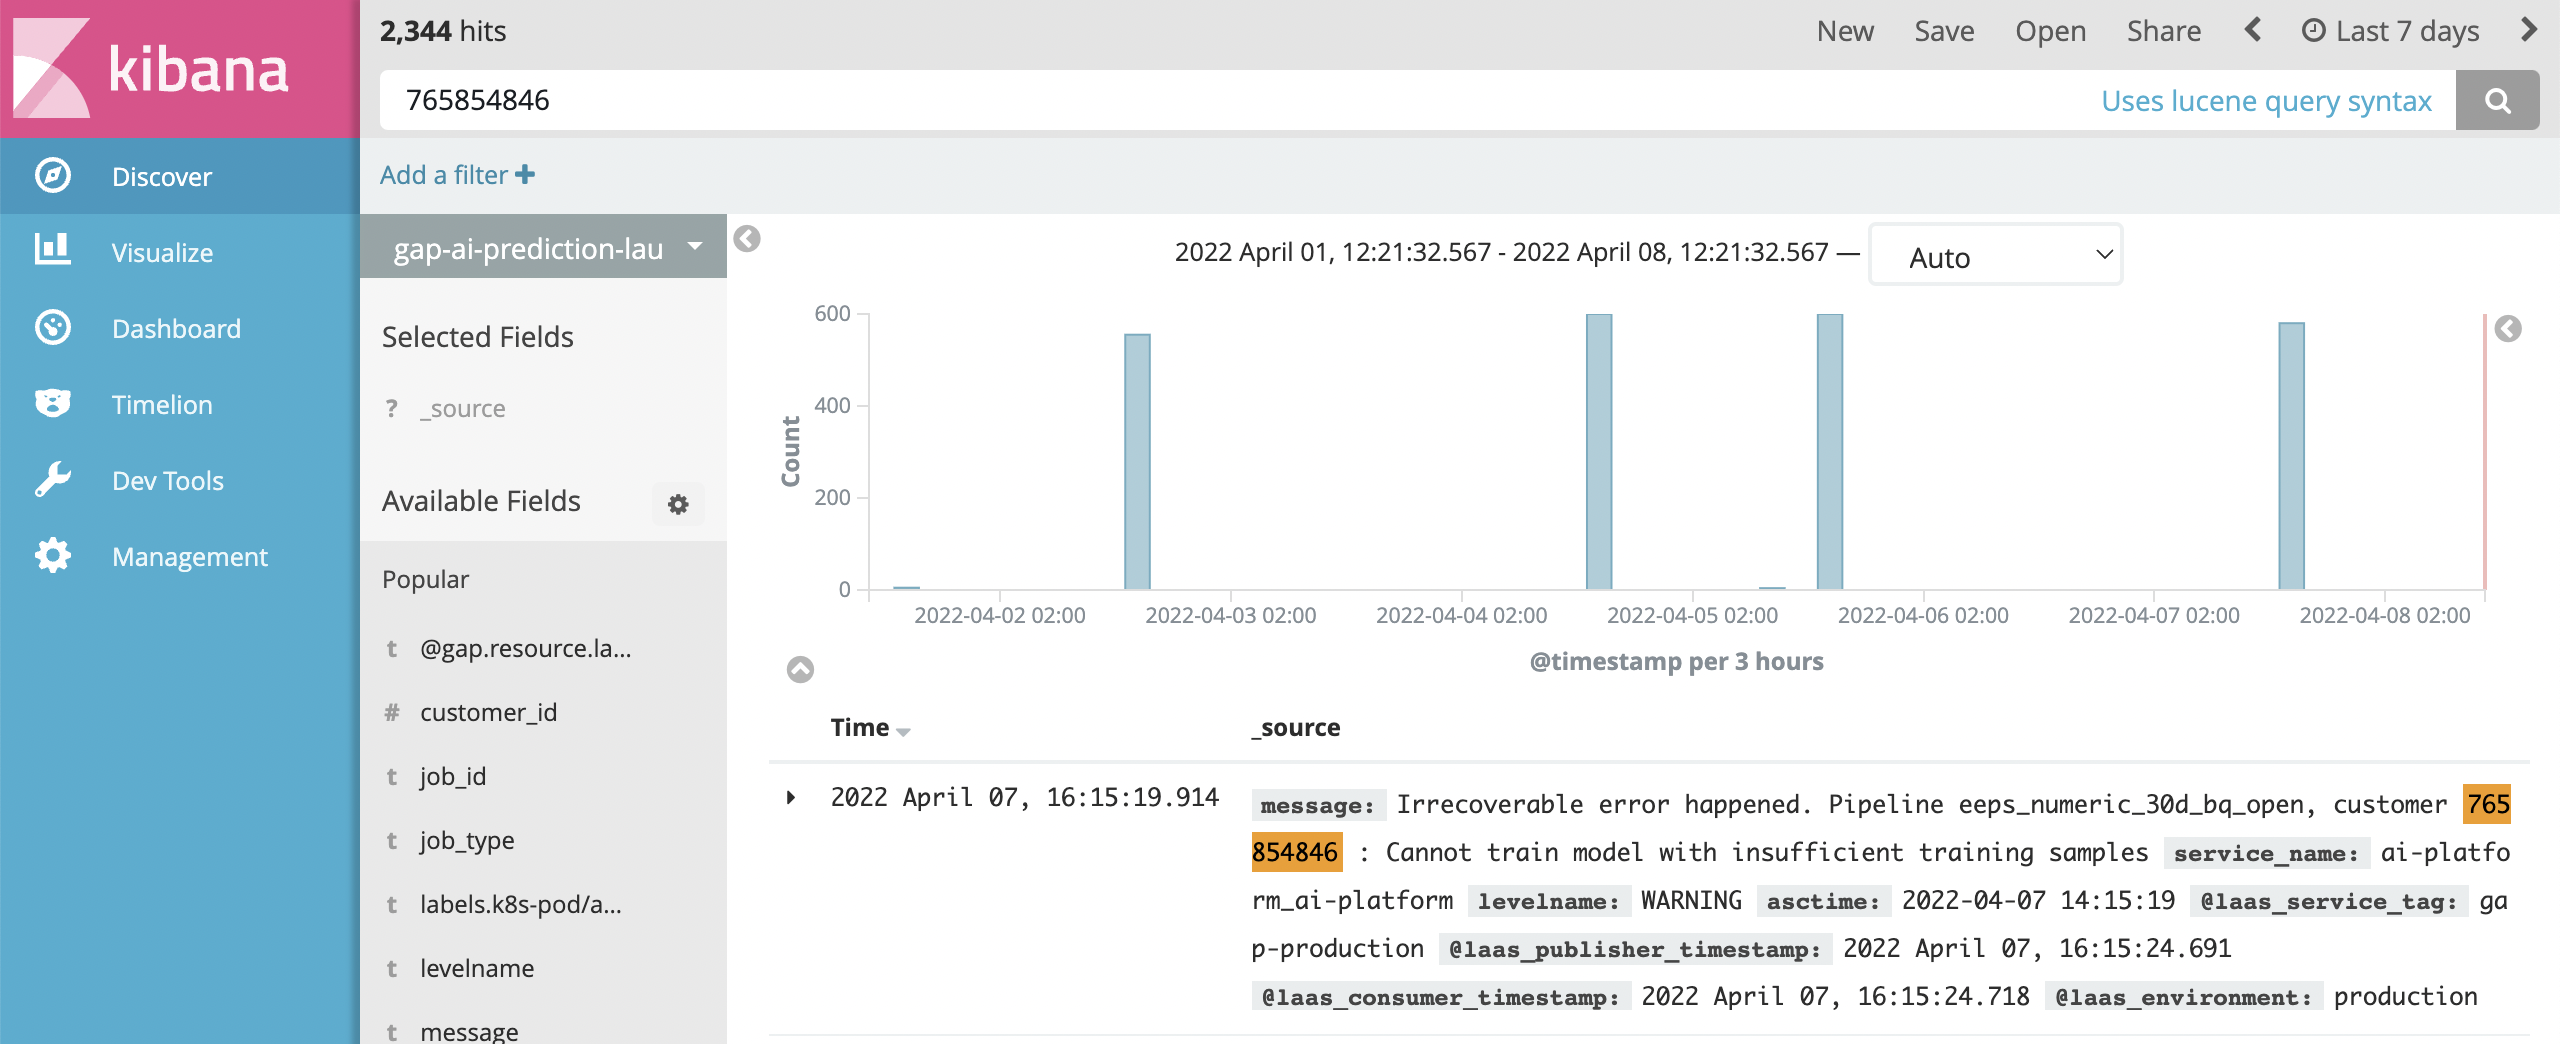 kibana
Discover
Visualize
Dashboard
Timelion
Dev Tools
Management
2,344 hits
New Save Open Share Last 7 days
765854846
Uses lucene query syntax
Add a filter +
gap-ai-prediction-lau
Selected Fields
? _source
Available Fields
Popular
t @gap.resource.la...
# customer_id
t job_id
t job_type
t labels.k8s-pod/a...
t levelname
t message
2022 April 01, 12:21:32.567 - 2022 April 08, 12:21:32.567 — Auto
600
400
200
0
Count
2022-04-02 02:00 2022-04-03 02:00 2022-04-04 02:00 2022-04-05 02:00 2022-04-06 02:00 2022-04-07 02:00 2022-04-08 02:00
@timestamp per 3 hours
Time _source
2022 April 07, 16:15:19.914 message: Irrecoverable error happened. Pipeline eeps_numeric_30d_bq_open, customer 765
854846 : Cannot train model with insufficient training samples service_name: ai-platfo
rm_ai-platform levelname: WARNING asctime: 2022-04-07 14:15:19 @laas_service_tag: ga
p-production @laas_publisher_timestamp: 2022 April 07, 16:15:24.691
@laas_consumer_timestamp: 2022 April 07, 16:15:24.718 @laas_environment: production